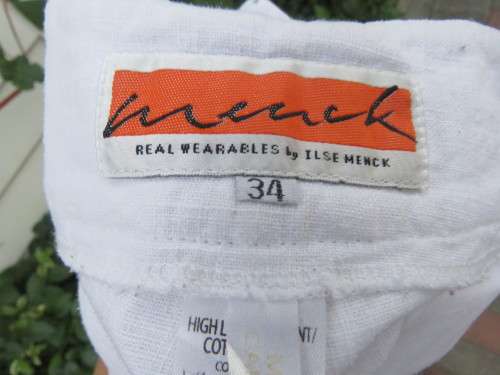 menck
REAL WEARABLES by ILSE MENCK
34
HIGH
COT